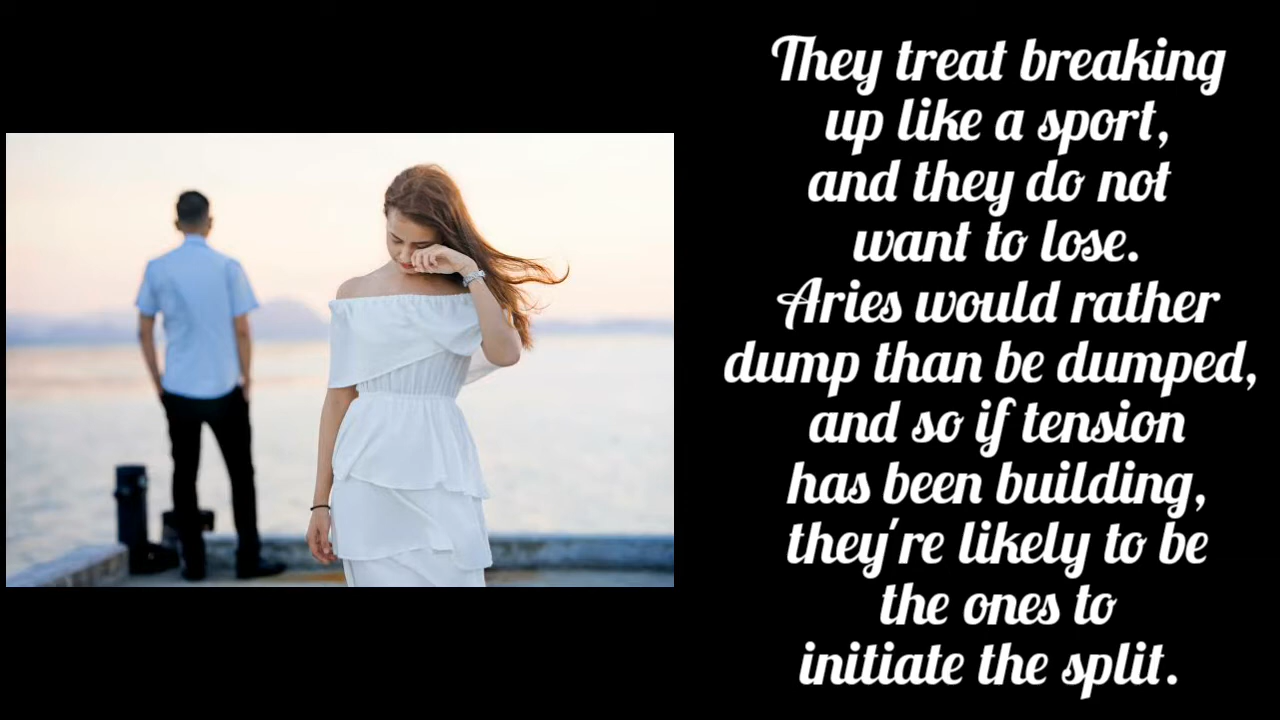 They treat breaking
up like a sport,
and they do not
want to lose.
Aries would rather
dump than be dumped,
and so if tension
has been building,
they're likely to be
the ones to
initiate the split.